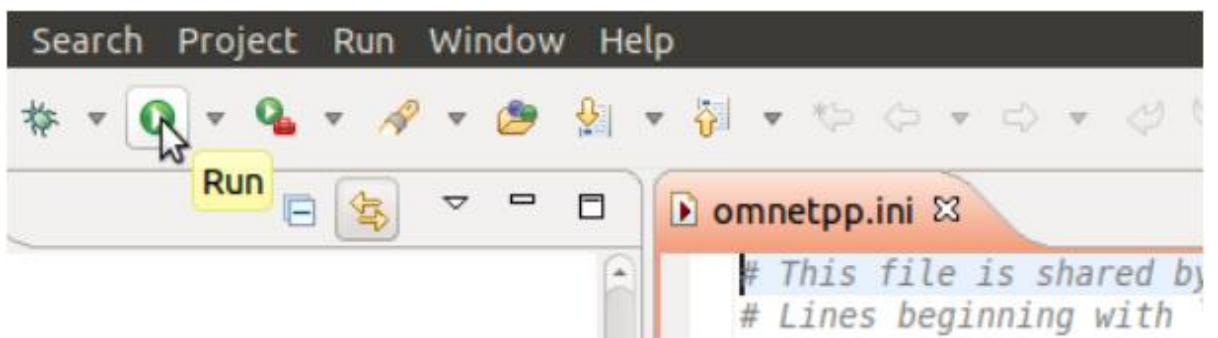 Search Project Run Window Help
Run
omnetpp.ini
# This file is shared by
# Lines beginning with